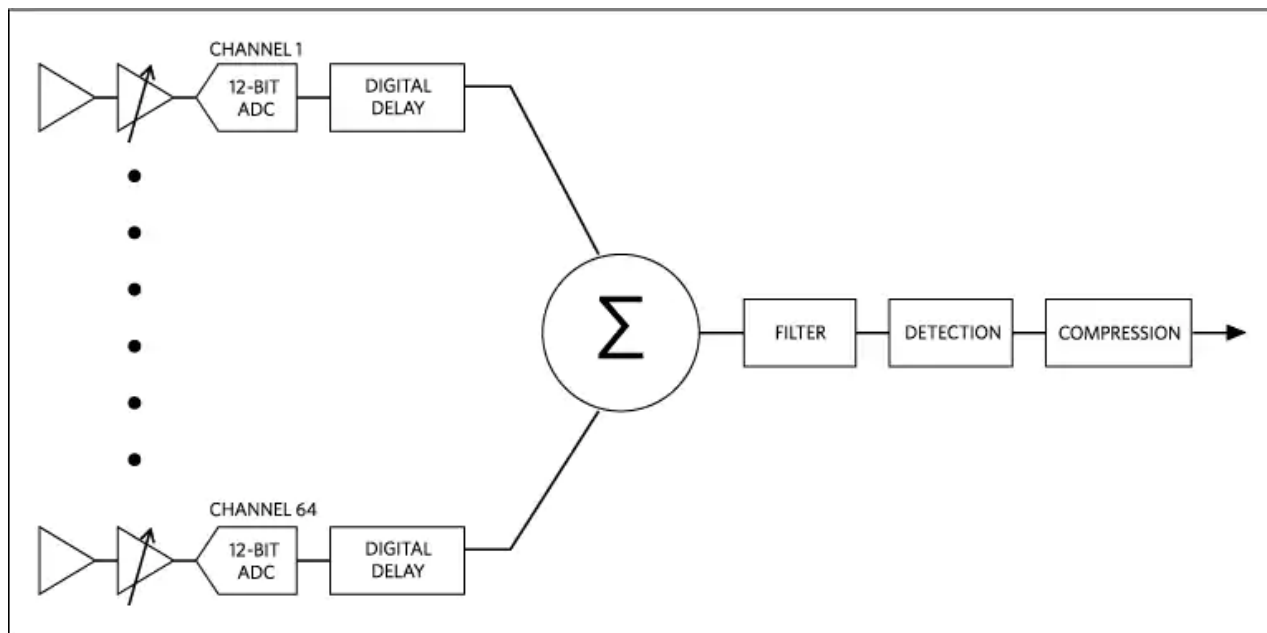 CHANNEL 1
12-BIT
ADC
DIGITAL
DELAY
Σ
FILTER
DETECTION
COMPRESSION
CHANNEL 64
12-BIT
ADC
DIGITAL
DELAY